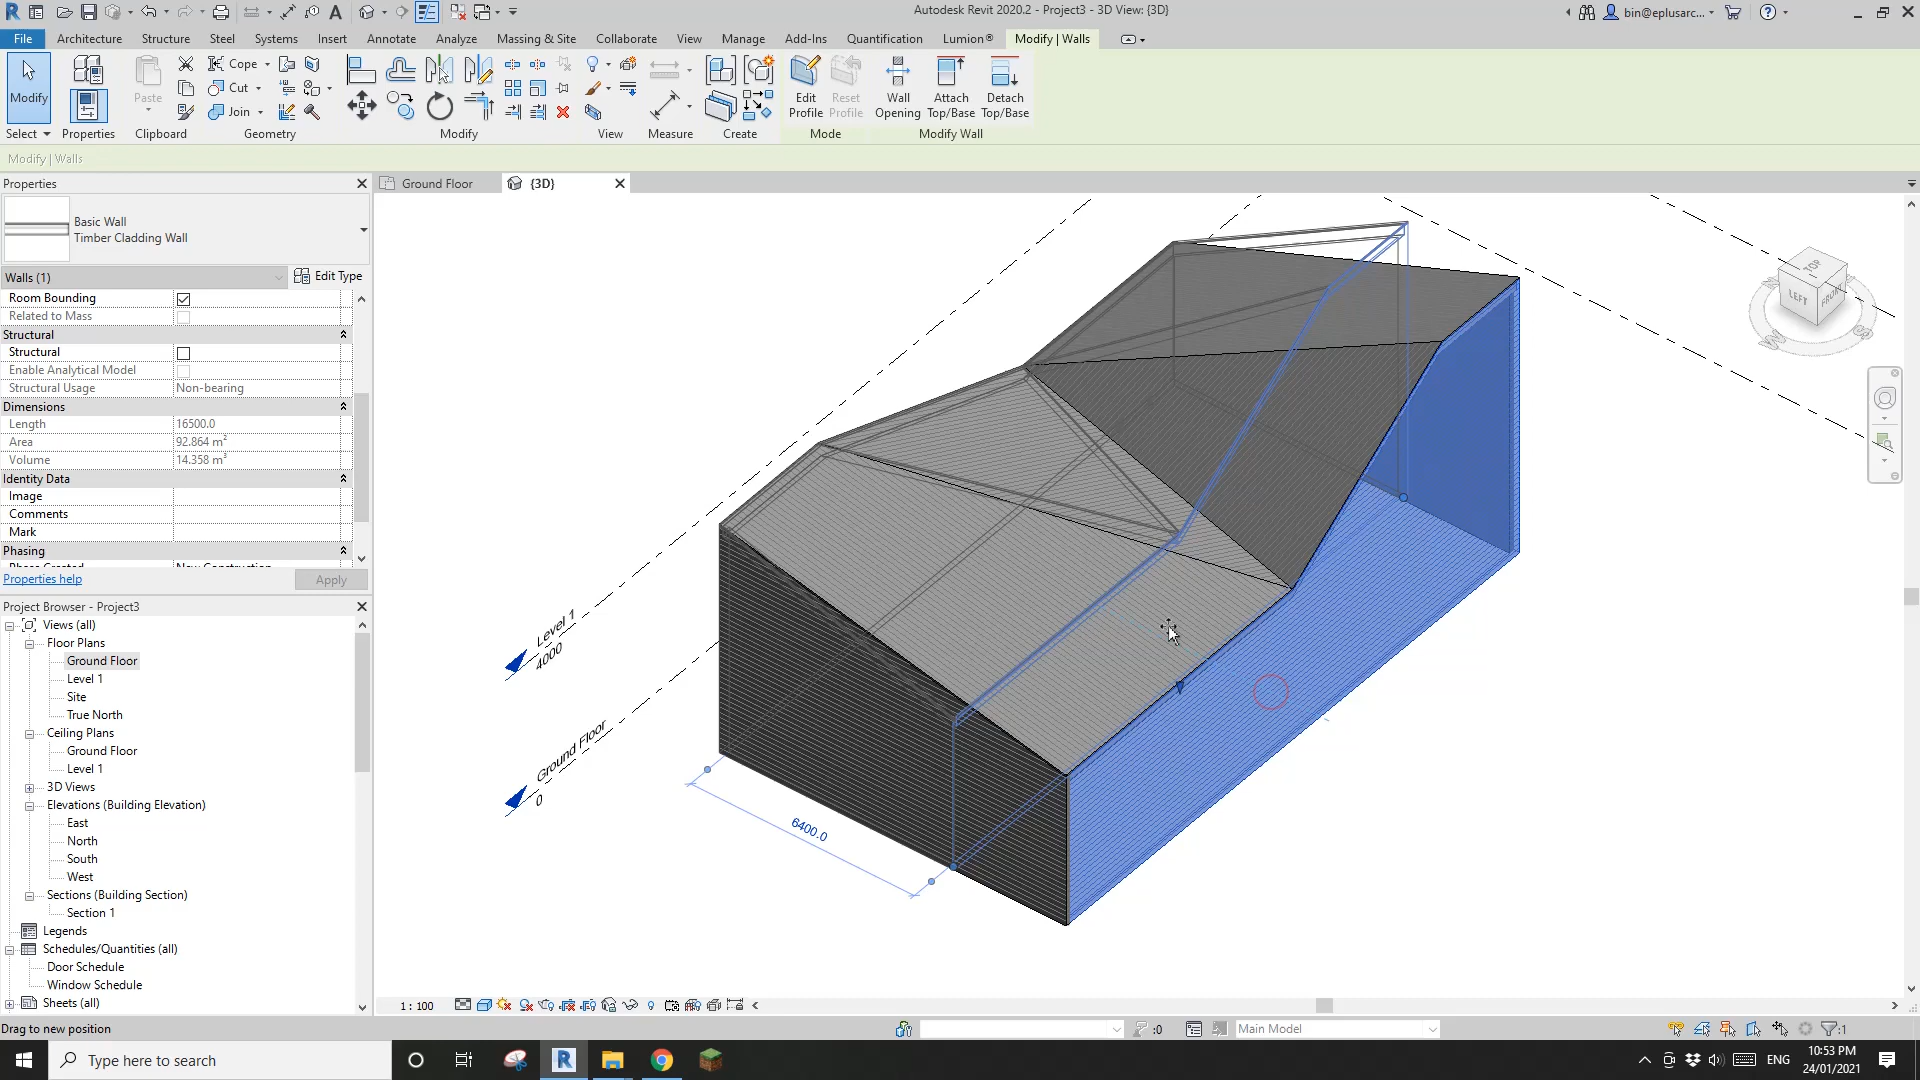 Autodesk Revit 2020.2 - Project3 - 3D View: {3D}
bin@eplusarc...
File Architecture Structure Steel Systems Insert Annotate Analyze Massing & Site Collaborate View Manage Add-Ins Quantification Lumion® Modify | Walls
Modify
Paste
Cope
Cut
Join
Edit Profile
Reset Profile
Wall Opening
Attach Top/Base
Detach Top/Base
Select Properties Clipboard Geometry Modify View Measure Create Mode Modify Wall
Modify | Walls
Properties
Ground Floor
{3D}
Basic Wall
Timber Cladding Wall
Walls (1)
Edit Type
Room Bounding
Related to Mass
Structural
Structural
Enable Analytical Model
Structural Usage Non-bearing
Dimensions
Length 16500.0
Area 92.864 m²
Volume 14.358 m³
Identity Data
Image
Comments
Mark
Phasing
Properties help
Apply
Project Browser - Project3
Views (all)
Floor Plans
Ground Floor
Level 1
Site
True North
Ceiling Plans
Ground Floor
Level 1
3D Views
Elevations (Building Elevation)
East
North
South
West
Sections (Building Section)
Section 1
Legends
Schedules/Quantities (all)
Door Schedule
Window Schedule
Sheets (all)
Level 1
4000
Ground Floor
0
6400.0
TOP
LEFT
FRONT
1 : 100
Drag to new position
:0
Main Model
:1
Type here to search
ENG
10:53 PM
24/01/2021